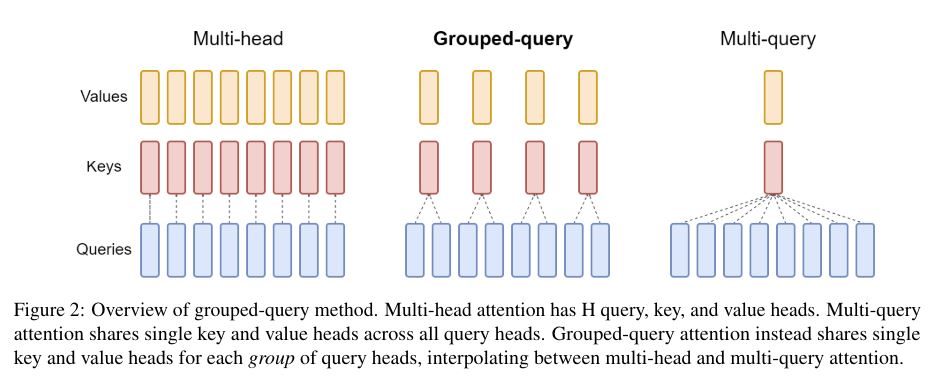 Multi-head
Grouped-query
Multi-query
Values
Keys
Queries
Figure 2: Overview of grouped-query method. Multi-head attention has H query, key, and value heads. Multi-query
attention shares single key and value heads across all query heads. Grouped-query attention instead shares single
key and value heads for each group of query heads, interpolating between multi-head and multi-query attention.